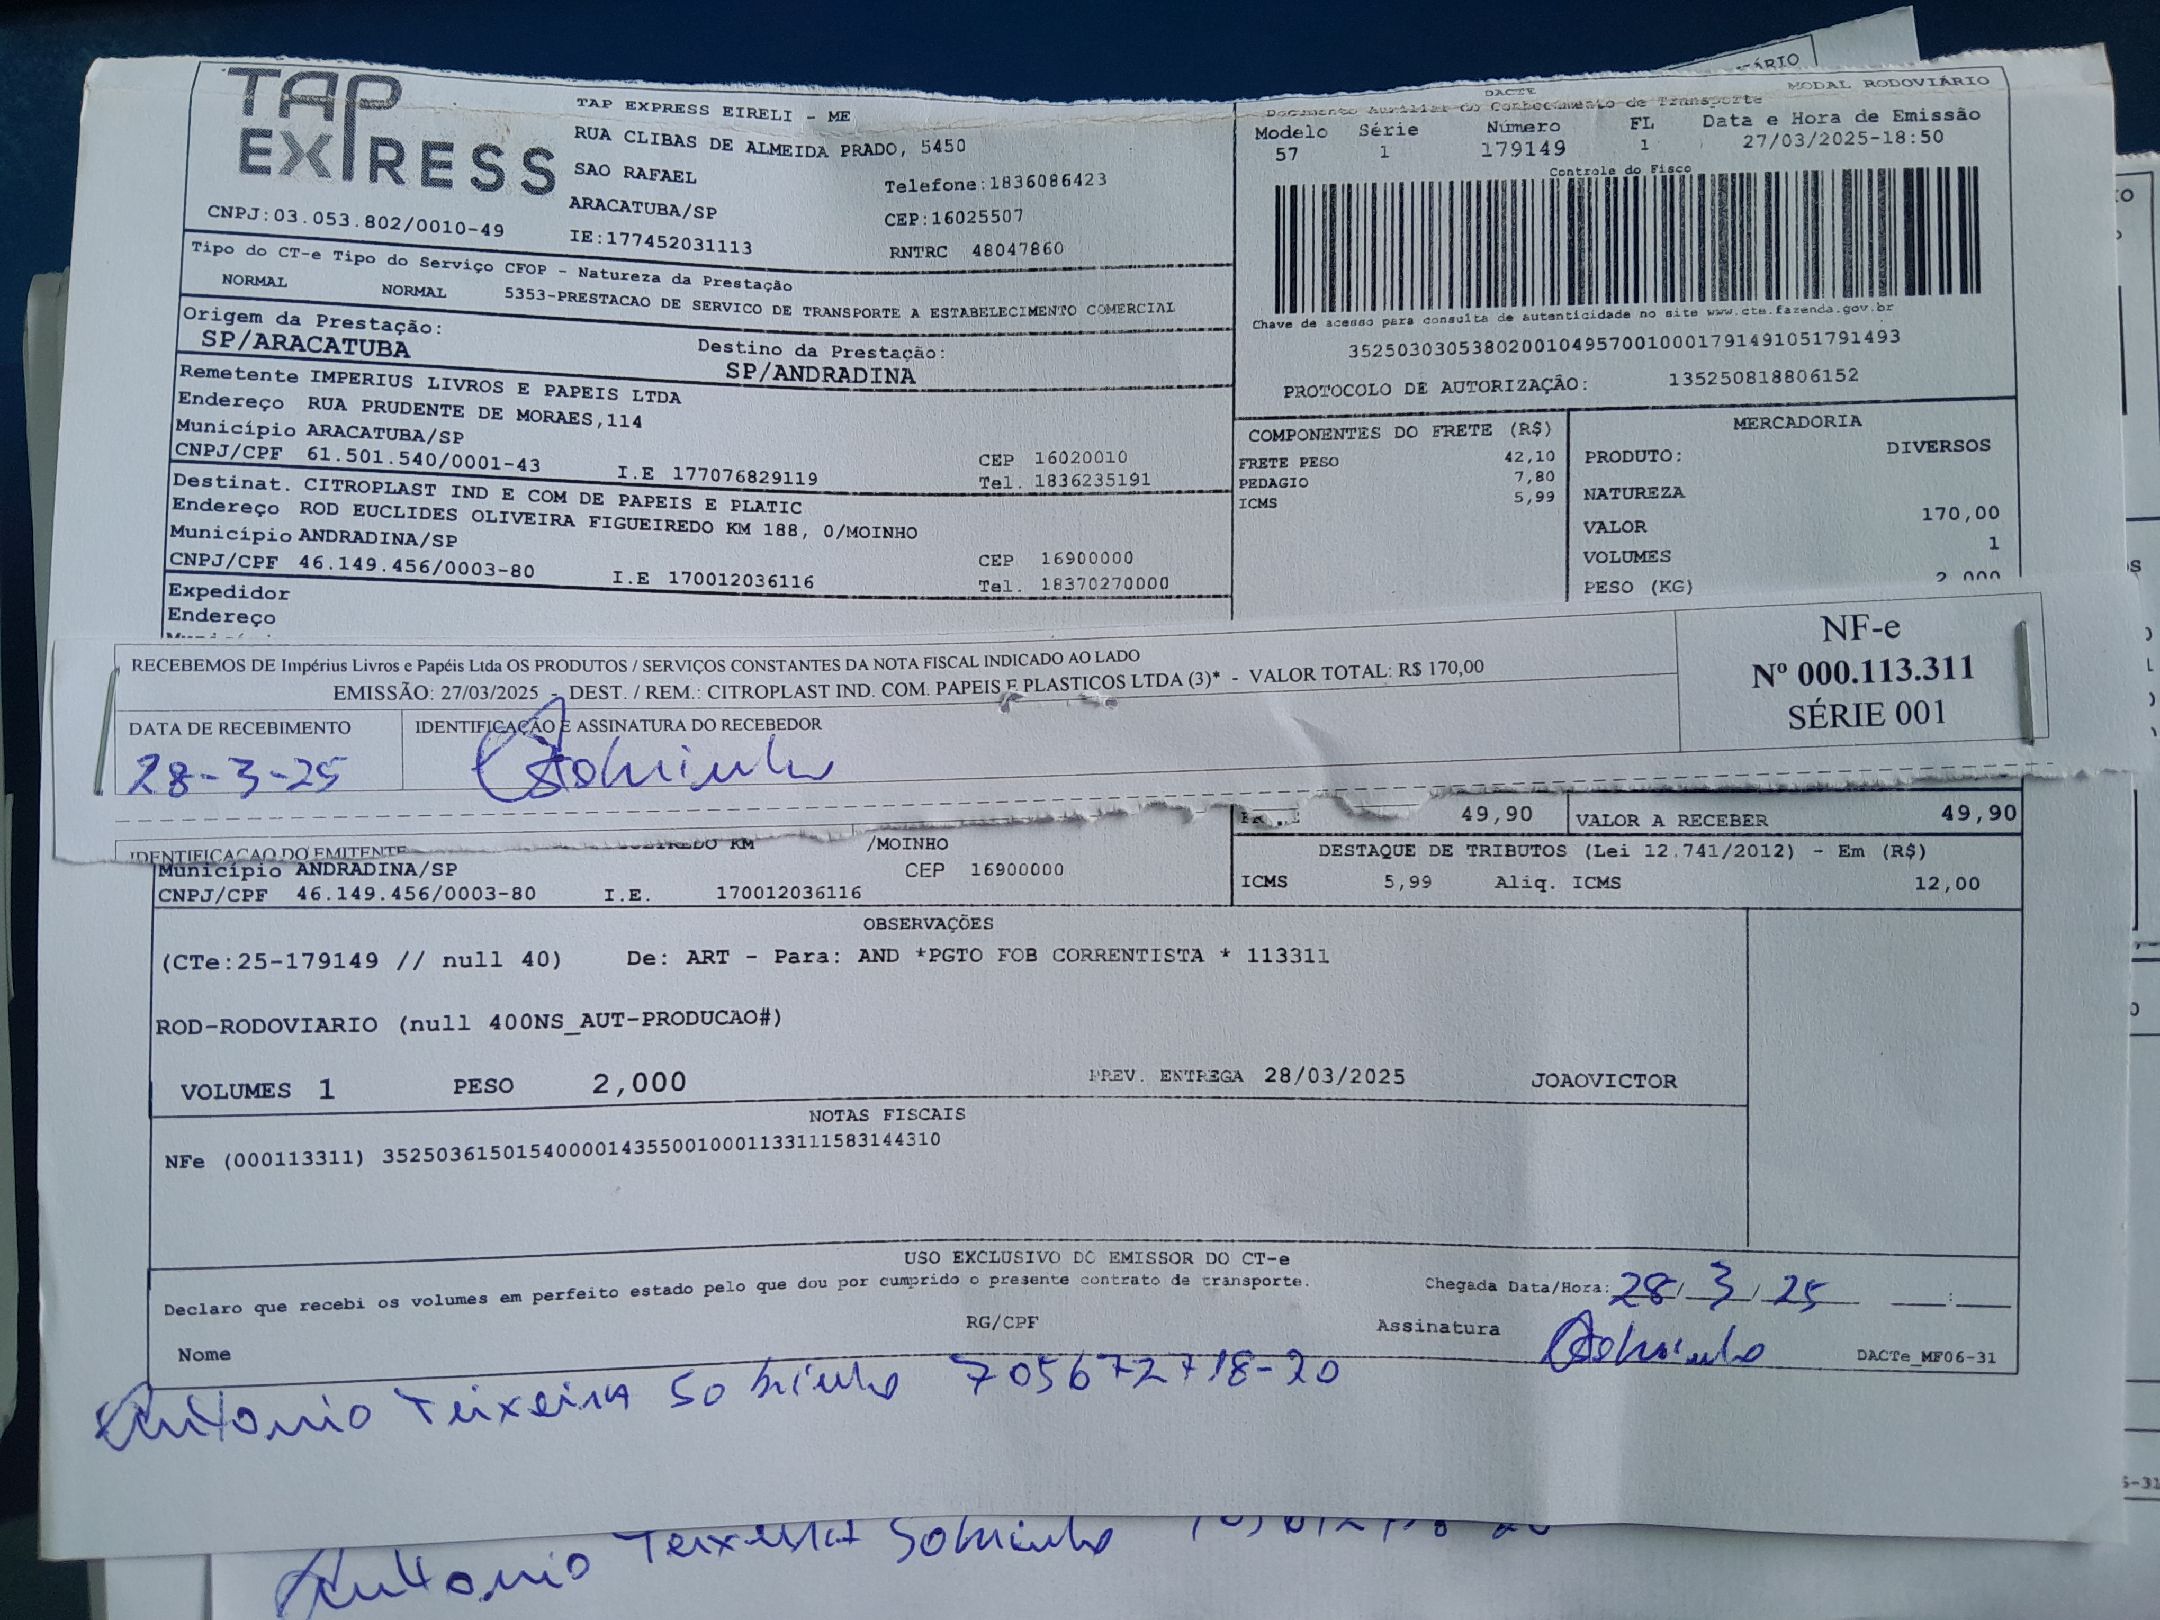 TAP
EXPRESS
TAP EXPRESS EIRELI - ME
RUA CLIBAS DE ALMEIDA PRADO, 5450
SAO RAFAEL
Telefone:1836086423
ARACATUBA/SP
CEP:16025507
CNPJ:03.053.802/0010-49
IE:177452031113
RNTRC 48047860
DACTE
MODAL RODOVIÁRIO
Documento Auxiliar do Conhecimento de Transporte
Modelo Série Número FL Data e Hora de Emissão
57 1 179149 1 27/03/2025-18:50
Controle do Fisco
Chave de acesso para consulta de autenticidade no site www.cte.fazenda.gov.br
35250303053802001049570010001791491051791493
PROTOCOLO DE AUTORIZAÇÃO: 135250818806152
Tipo do CT-e Tipo do Serviço CFOP - Natureza da Prestação
NORMAL NORMAL 5353-PRESTACAO DE SERVICO DE TRANSPORTE A ESTABELECIMENTO COMERCIAL
Origem da Prestação:
SP/ARACATUBA
Destino da Prestação:
SP/ANDRADINA
Remetente IMPERIUS LIVROS E PAPEIS LTDA
Endereço RUA PRUDENTE DE MORAES,114
Município ARACATUBA/SP
CEP 16020010
CNPJ/CPF 61.501.540/0001-43 I.E 177076829119 Tel. 1836235191
Destinat. CITROPLAST IND E COM DE PAPEIS E PLATIC
Endereço ROD EUCLIDES OLIVEIRA FIGUEIREDO KM 188, 0/MOINHO
Município ANDRADINA/SP
CEP 16900000
CNPJ/CPF 46.149.456/0003-80 I.E 170012036116 Tel. 18370270000
Expedidor
Endereço
COMPONENTES DO FRETE (R$)
FRETE PESO 42,10
PEDAGIO 7,80
ICMS 5,99
MERCADORIA
PRODUTO: DIVERSOS
NATUREZA
VALOR 170,00
VOLUMES 1
PESO (KG) 2,000
RECEBEMOS DE Impérius Livros e Papéis Ltda OS PRODUTOS / SERVIÇOS CONSTANTES DA NOTA FISCAL INDICADO AO LADO
EMISSÃO: 27/03/2025 - DEST. / REM.: CITROPLAST IND. COM. PAPEIS E PLASTICOS LTDA (3)* - VALOR TOTAL: R$ 170,00
DATA DE RECEBIMENTO
28-3-25
IDENTIFICAÇÃO E ASSINATURA DO RECEBEDOR
Sobrinho
NF-e
Nº 000.113.311
SÉRIE 001
IDENTIFICAÇÃO DO EMITENTE
KM /MOINHO
49,90 VALOR A RECEBER 49,90
Município ANDRADINA/SP CEP 16900000
CNPJ/CPF 46.149.456/0003-80 I.E. 170012036116
DESTAQUE DE TRIBUTOS (Lei 12.741/2012) - Em (R$)
ICMS 5,99 Aliq. ICMS 12,00
OBSERVAÇÕES
(CTe:25-179149 // null 40) De: ART - Para: AND *PGTO FOB CORRENTISTA * 113311
ROD-RODOVIARIO (null 400NS_AUT-PRODUCAO#)
VOLUMES 1 PESO 2,000 PREV. ENTREGA 28/03/2025 JOAOVICTOR
NOTAS FISCAIS
NFe (000113311) 35250361501540000143550010001133111583144310
USO EXCLUSIVO DO EMISSOR DO CT-e
Declaro que recebi os volumes em perfeito estado pelo que dou por cumprido o presente contrato de transporte.
Chegada Data/Hora: 28/3/25 __:__
Nome RG/CPF Assinatura Sobrinho
DACTe_MF06-31
Antonio Teixeira Sobrinho 705672718-20
Antonio Teixeira Sobrinho